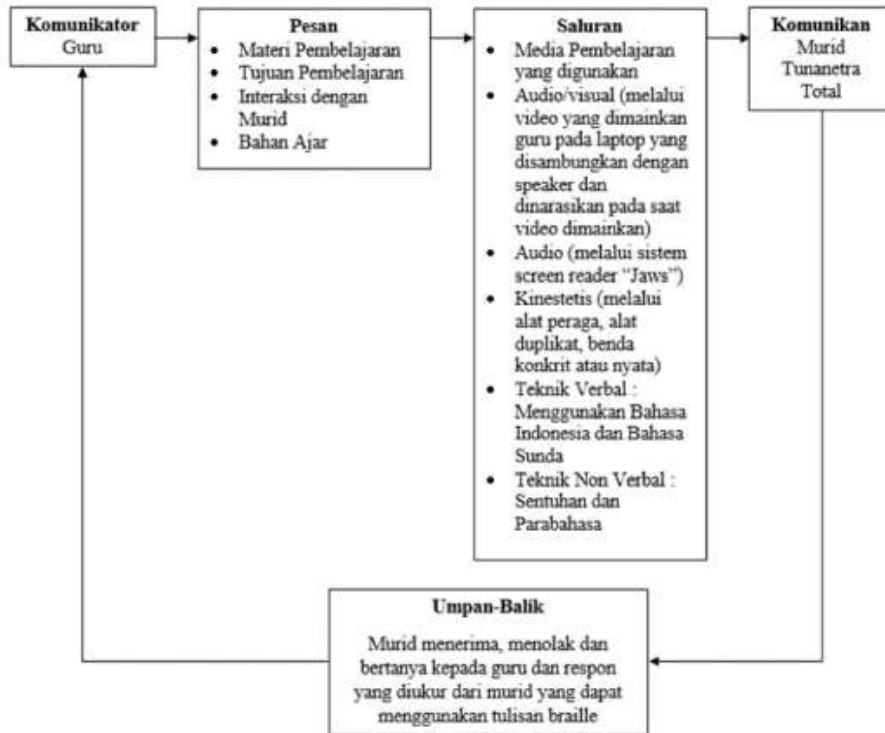 Komunikator
Guru
Pesan
• Materi Pembelajaran
• Tujuan Pembelajaran
• Interaksi dengan
Murid
• Bahan Ajar
Saluran
• Media Pembelajaran
yang digunakan
• Audio/visual (melalui
video yang dimainkan
guru pada laptop yang
disambungkan dengan
speaker dan
dinarasikan pada saat
video dimainkan)
• Audio (melalui sistem
screen reader “Jaws”)
• Kinestetis (melalui
alat peraga, alat
duplikat, benda
konkrit atau nyata)
• Teknik Verbal :
Menggunakan Bahasa
Indonesia dan Bahasa
Sunda
• Teknik Non Verbal :
Sentuhan dan
Parabahasa
Komunikan
Murid
Tunanetra
Total
Umpan-Balik
Murid menerima, menolak dan
bertanya kepada guru dan respon
yang diukur dari murid yang dapat
menggunakan tulisan braille